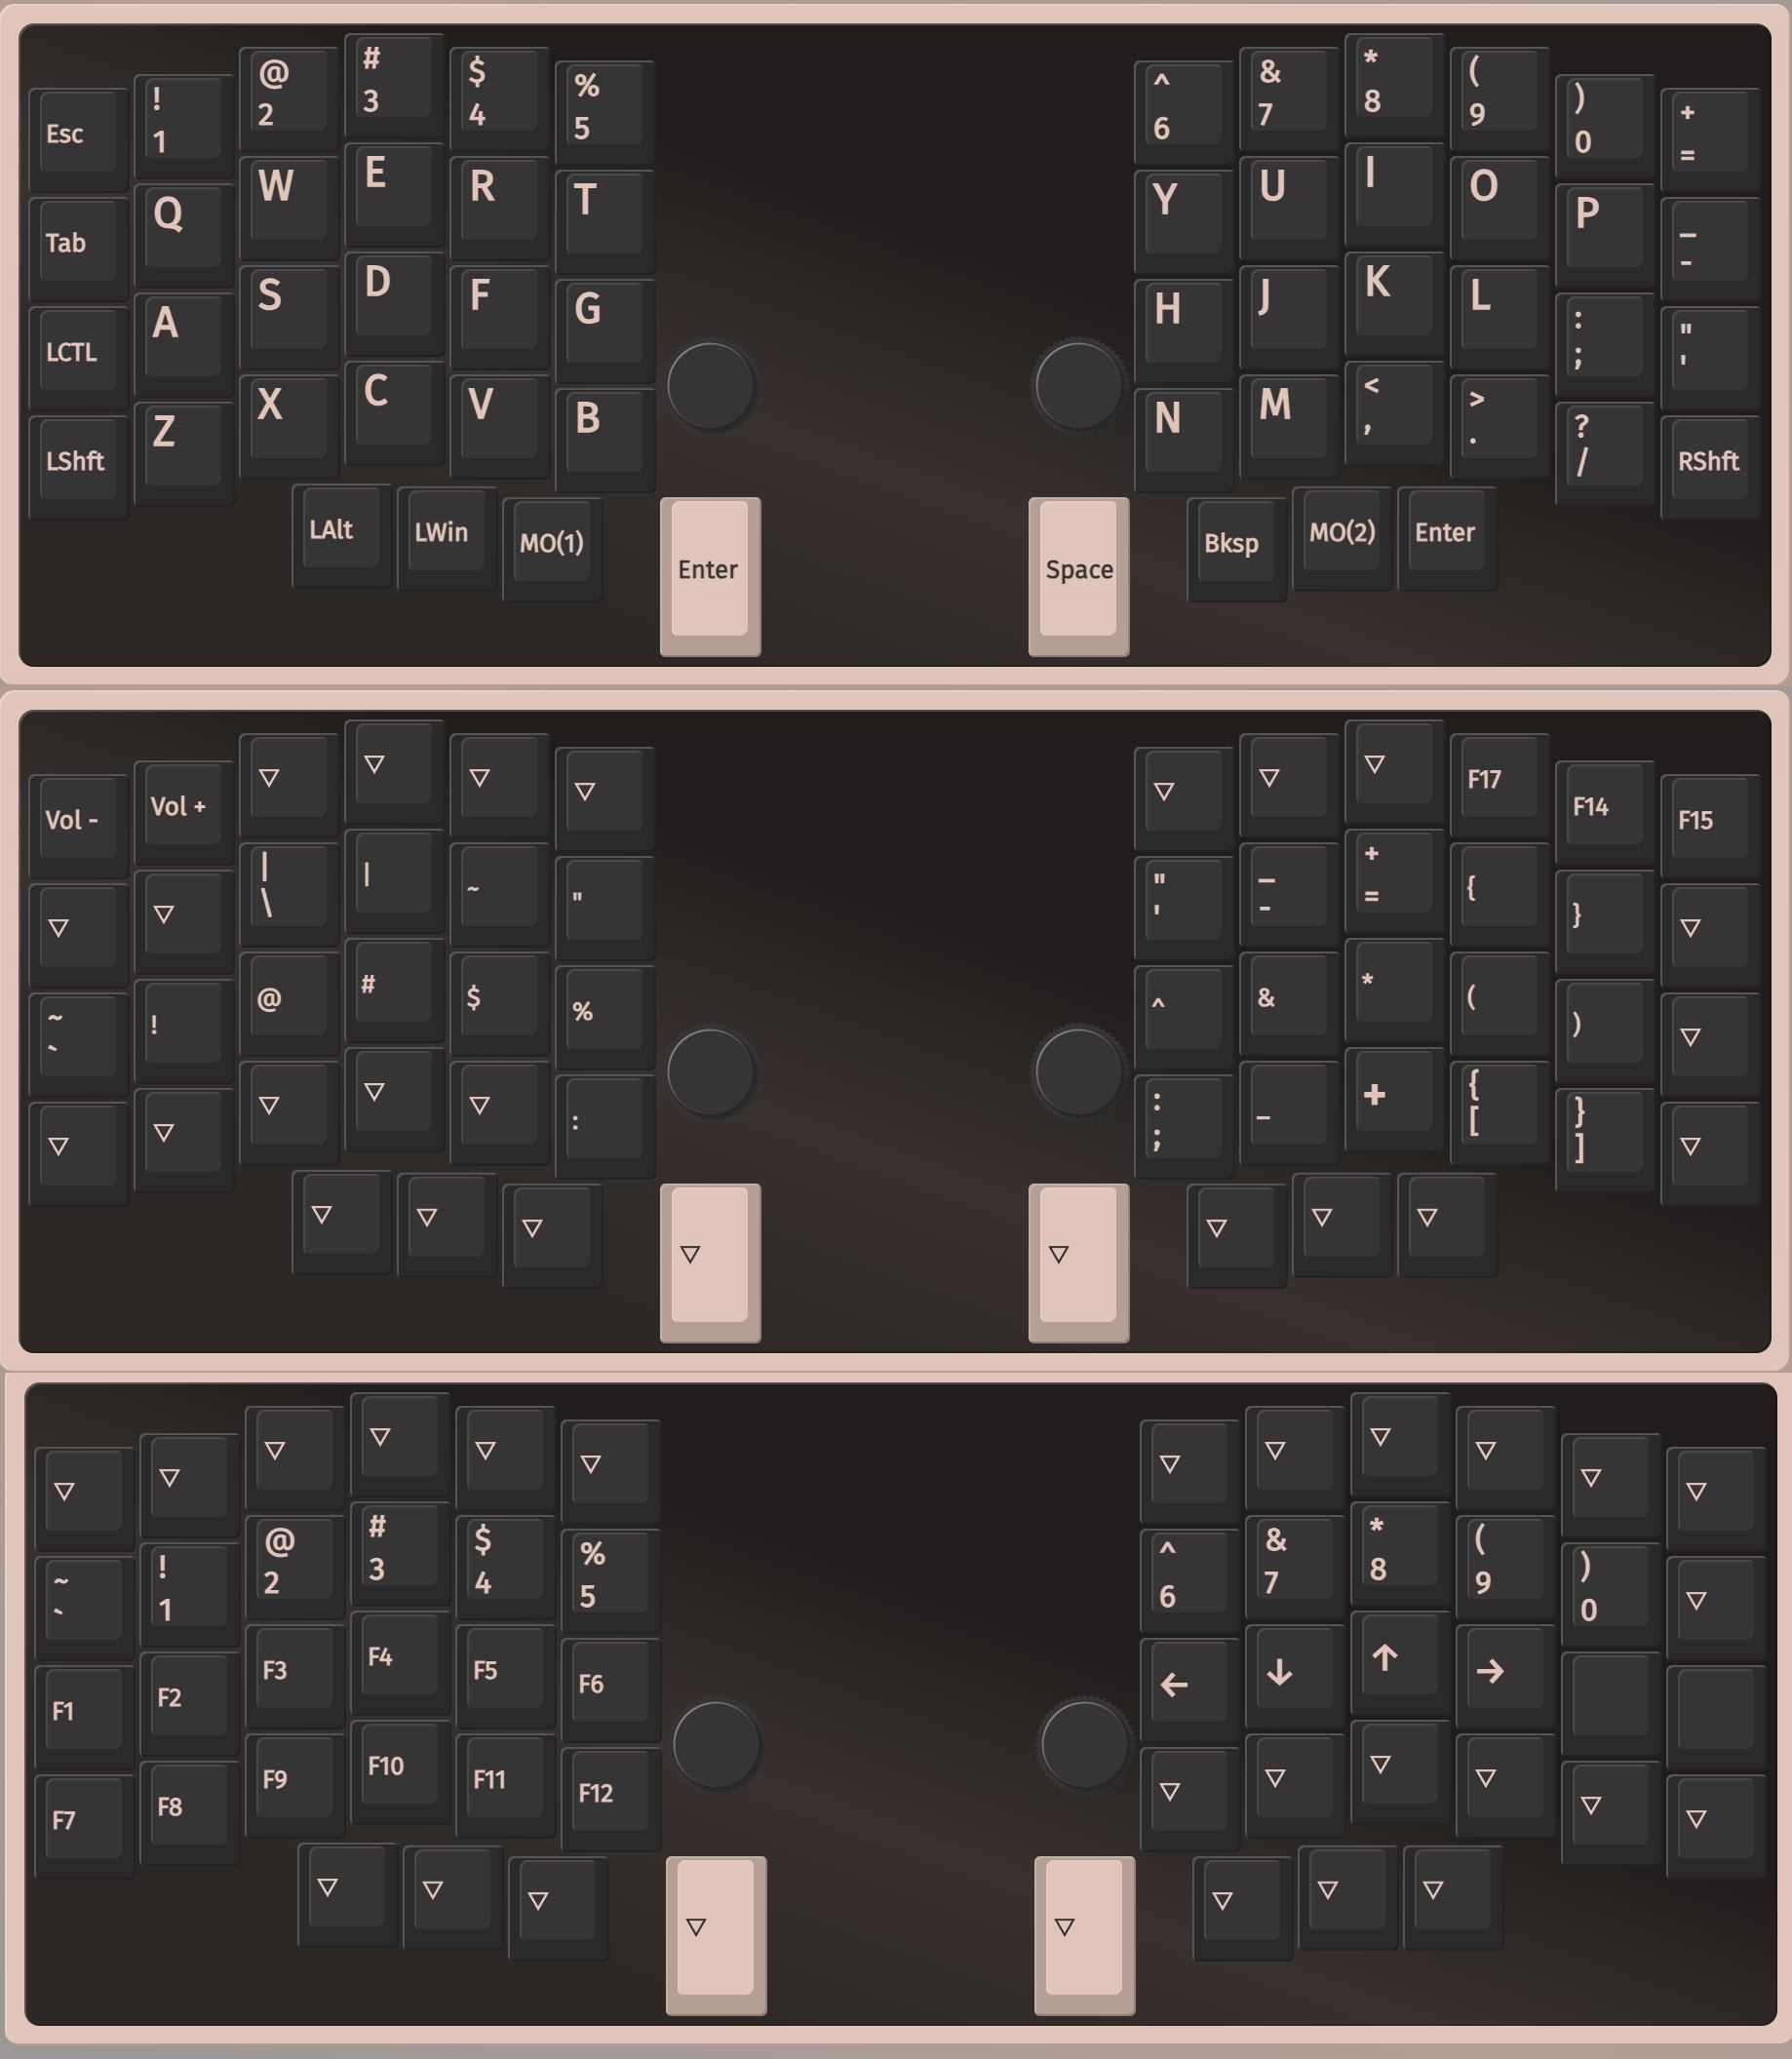 Esc ! @ # $ % ^ & * ( ) +
1 2 3 4 5 6 7 8 9 0 =
Tab Q W E R T Y U I O P _
-
LCTL A S D F G H J K L : "
; '
LShft Z X C V B N M < > ? RShft
, . /
LAlt LWin MO(1) Enter Space Bksp MO(2) Enter
Vol - Vol + ▽ ▽ ▽ ▽ ▽ ▽ ▽ F17 F14 F15
▽ ▽ | | ~ " " _ + { } ▽
\ ' - =
~ ! @ # $ % ^ & * ( ) ▽
`
▽ ▽ ▽ ▽ ▽ : : _ + { } ▽
; [ ]
▽ ▽ ▽ ▽ ▽ ▽ ▽ ▽
▽ ▽ ▽ ▽ ▽ ▽ ▽ ▽ ▽ ▽ ▽ ▽
~ ! @ # $ % ^ & * ( ) ▽
` 1 2 3 4 5 6 7 8 9 0
F1 F2 F3 F4 F5 F6 ← ↓ ↑ →
F7 F8 F9 F10 F11 F12 ▽ ▽ ▽ ▽ ▽ ▽
▽ ▽ ▽ ▽ ▽ ▽ ▽ ▽